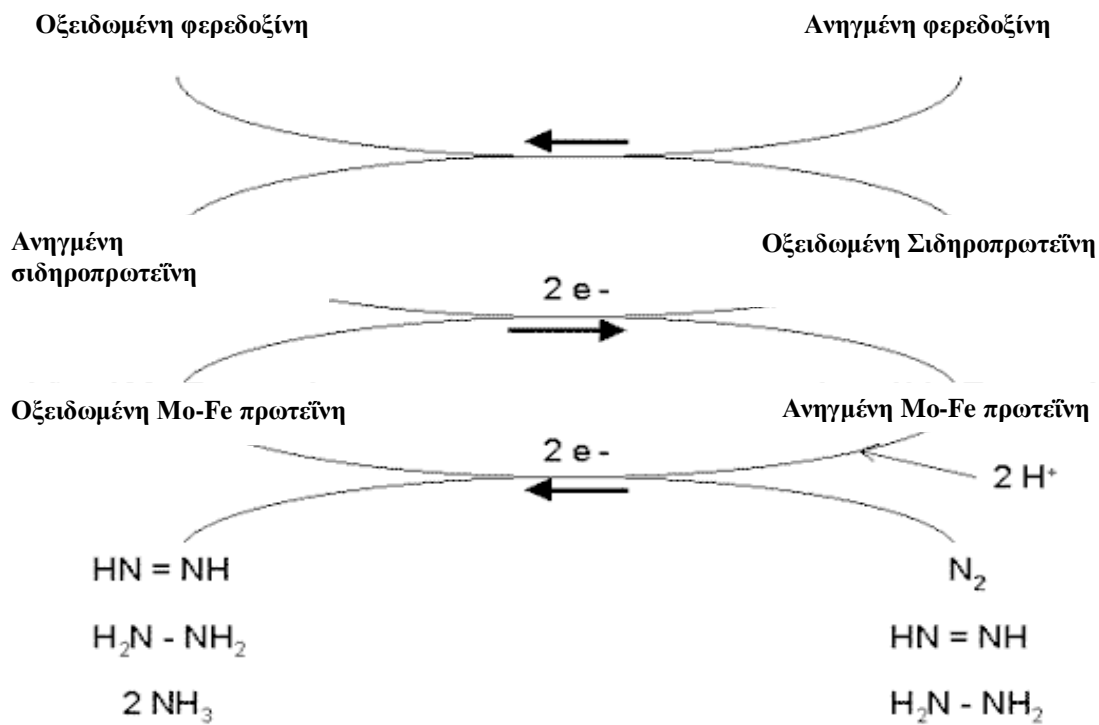 Οξειδωμένη φερεδοξίνη
Ανηγμένη φερεδοξίνη
Ανηγμένη
σιδηροπρωτεΐνη
Οξειδωμένη Σιδηροπρωτεΐνη
2 e -
Οξειδωμένη Mo-Fe πρωτεΐνη
Ανηγμένη Mo-Fe πρωτεΐνη
2 e -
2 H⁺
HN = NH
N₂
H₂N - NH₂
HN = NH
2 NH₃
H₂N - NH₂